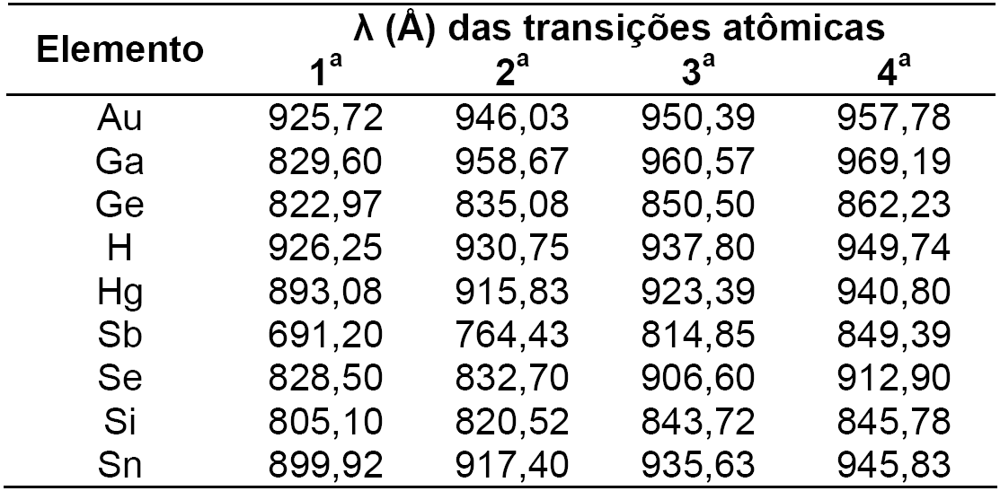 Elemento λ (Å) das transições atômicas
1ª 2ª 3ª 4ª
Au 925,72 946,03 950,39 957,78
Ga 829,60 958,67 960,57 969,19
Ge 822,97 835,08 850,50 862,23
H 926,25 930,75 937,80 949,74
Hg 893,08 915,83 923,39 940,80
Sb 691,20 764,43 814,85 849,39
Se 828,50 832,70 906,60 912,90
Si 805,10 820,52 843,72 845,78
Sn 899,92 917,40 935,63 945,83